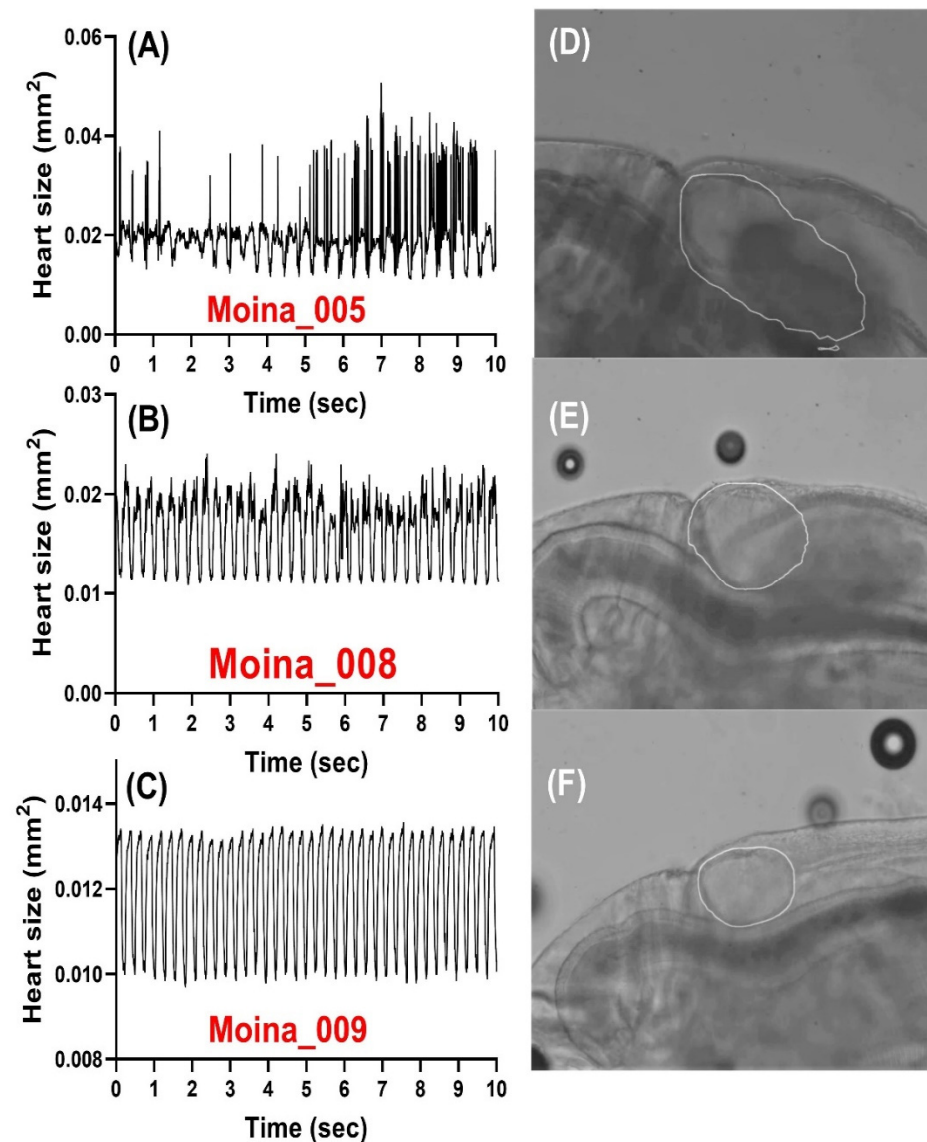 (A)
Heart size (mm²)
0.06
0.04
0.02
0.00
Moina_005
0 1 2 3 4 5 6 7 8 9 10
Time (sec)
(D)
(B)
Heart size (mm²)
0.03
0.02
0.01
0.00
Moina_008
0 1 2 3 4 5 6 7 8 9 10
Time (sec)
(E)
(C)
Heart size (mm²)
0.014
0.012
0.010
0.008
Moina_009
0 1 2 3 4 5 6 7 8 9 10
Time (sec)
(F)